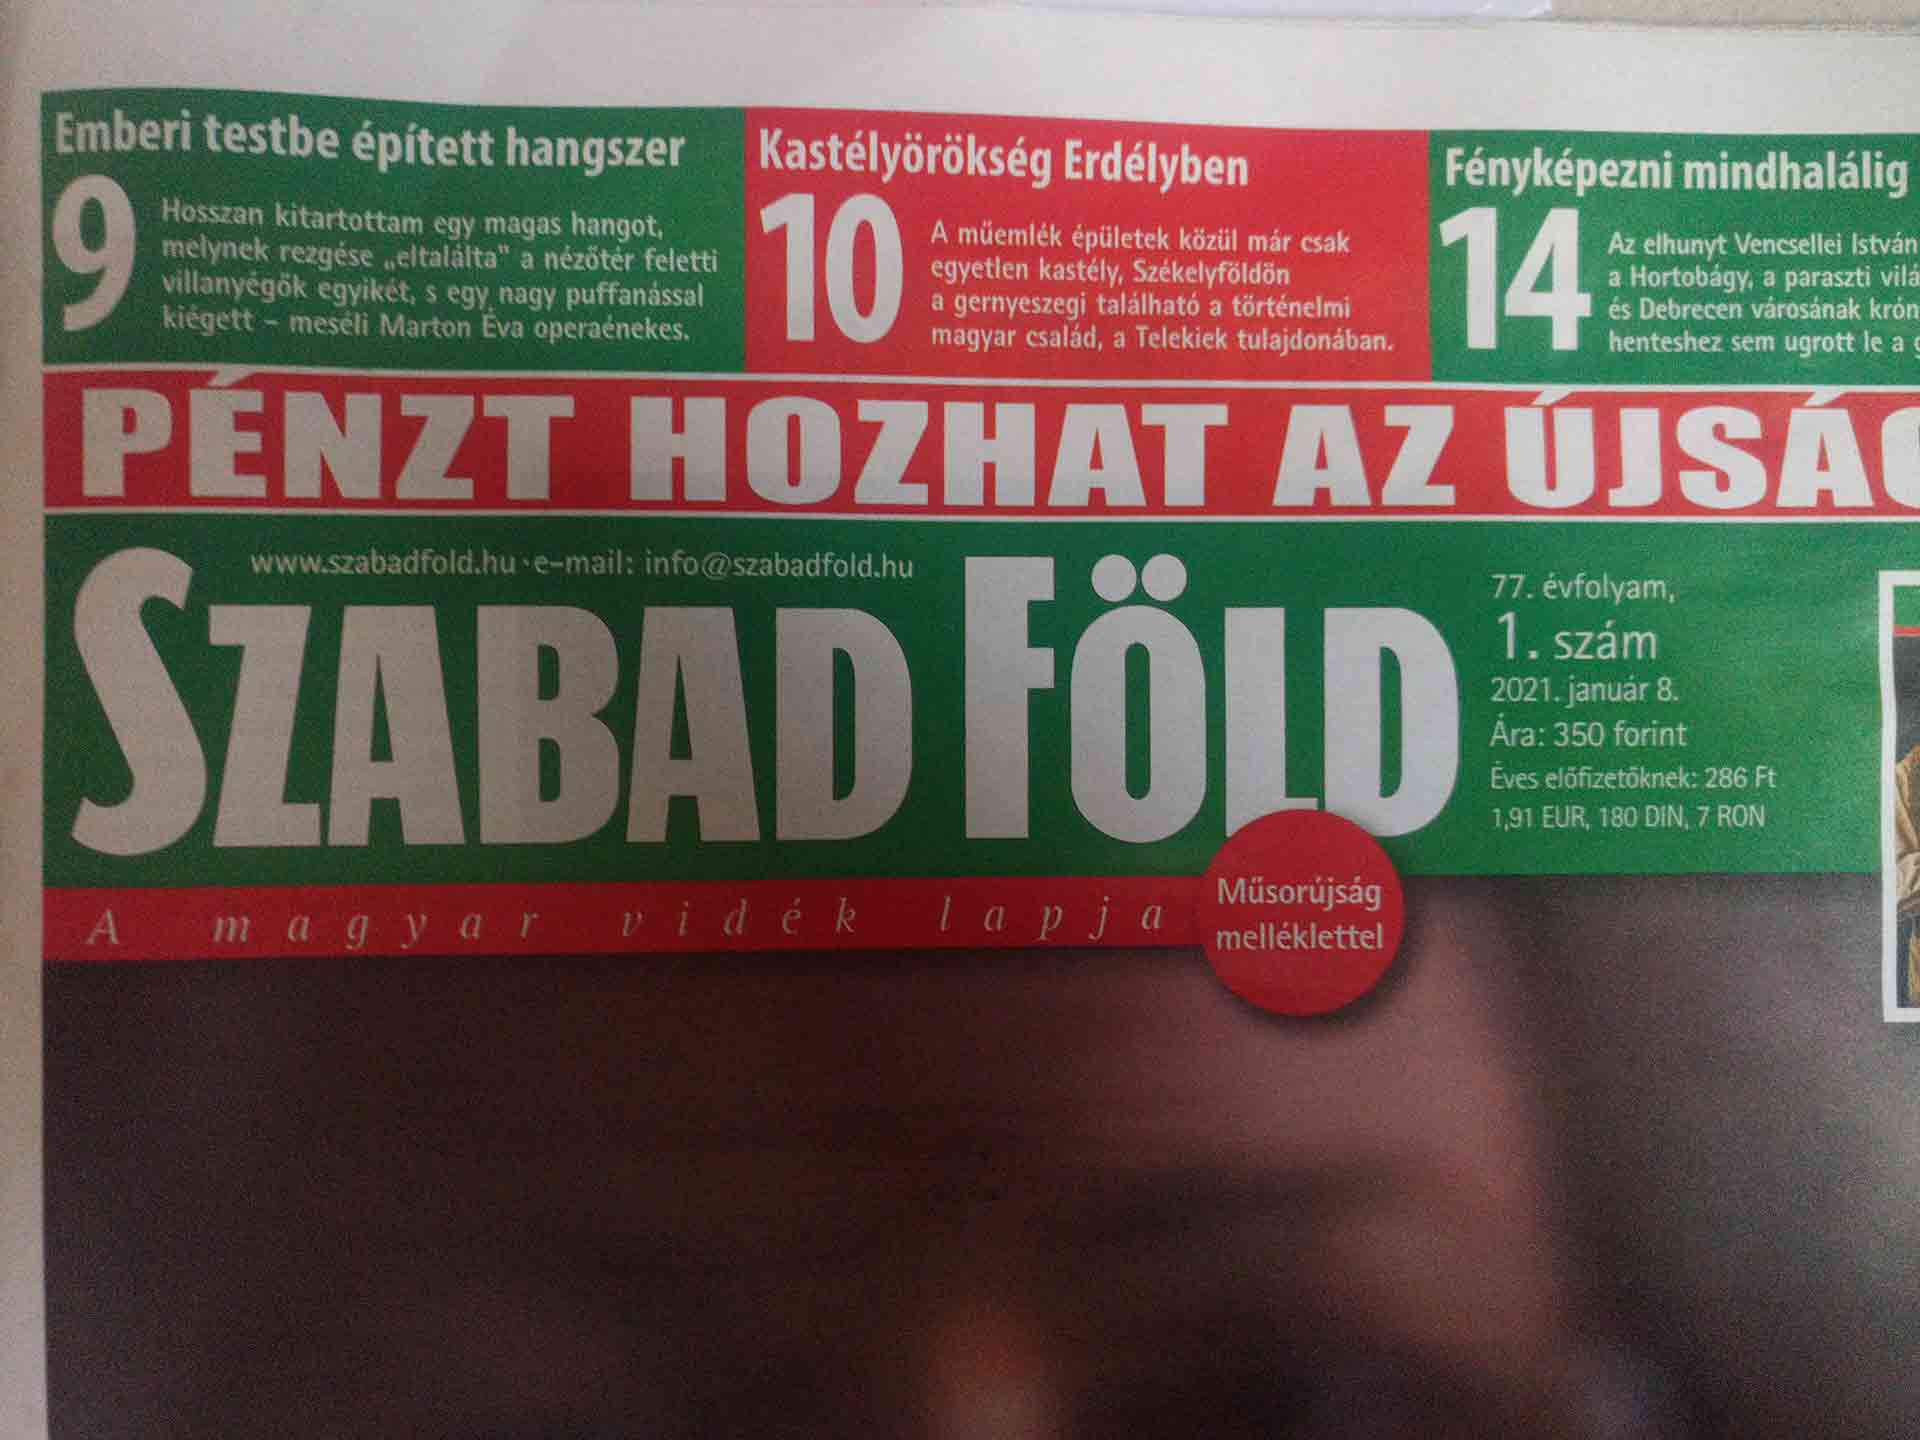 Emberi testbe épített hangszer
9
Hosszan kitartottam egy magas hangot,
melynek rezgése „eltalálta" a nézőtér feletti
villanyégők egyikét, s egy nagy puffanással
kiégett – meséli Marton Éva operaénekes.
Kastélyörökség Erdélyben
10
A műemlék épületek közül már csak
egyetlen kastély, Székelyföldön
a gernyeszegi található a történelmi
magyar család, a Telekiek tulajdonában.
Fényképezni mindhalálig
14
Az elhunyt Vencsellei István
a Hortobágy, a paraszti
és Debrecen városának
henteshez sem ugrott le a
PÉNZT HOZHAT AZ
www.szabadfold.hu · e-mail: info@szabadfold.hu
SZABAD FÖLD
77. évfolyam,
1. szám
2021. január 8.
Ára: 350 forint
Éves előfizetőknek: 286 Ft
1,91 EUR, 180 DIN, 7 RON
A magyar vidék lapja
Műsorújság
melléklettel